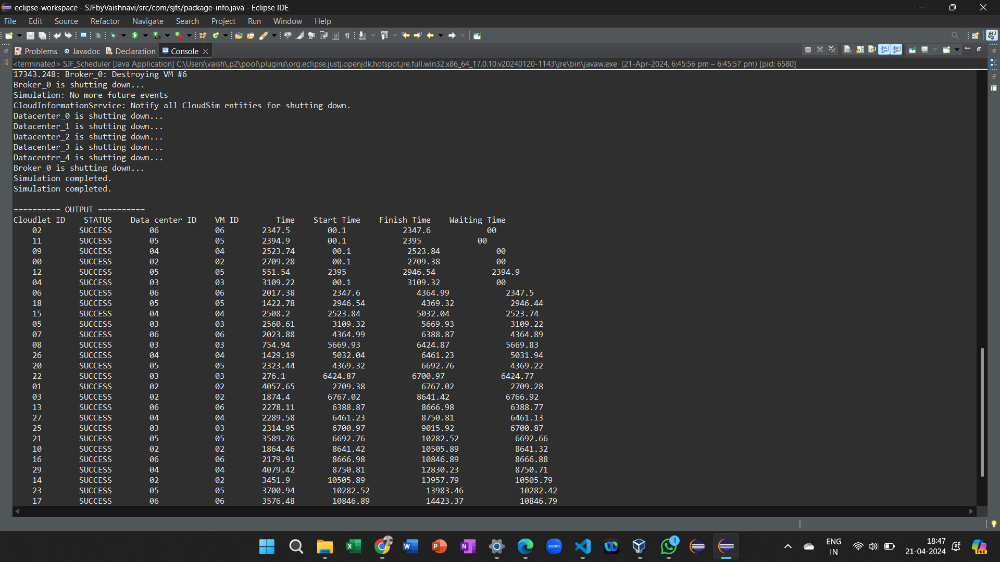 eclipse-workspace - SJFbyVaishnavi/src/com/sjfs/package-info.java - Eclipse IDE
File Edit Source Refactor Navigate Search Project Run Window Help
Problems @ Javadoc Declaration Console
<terminated> SJF_Scheduler [Java Application] C:\Users\vaish\.p2\pool\plugins\org.eclipse.justj.openjdk.hotspot.jre.full.win32.x86_64_17.0.10.v20240120-1143\jre\bin\javaw.exe (21-Apr-2024, 6:45:56 pm – 6:45:57 pm) [pid: 6580]
17343.248: Broker_0: Destroying VM #6
Broker_0 is shutting down...
Simulation: No more future events
CloudInformationService: Notify all CloudSim entities for shutting down.
Datacenter_0 is shutting down...
Datacenter_1 is shutting down...
Datacenter_2 is shutting down...
Datacenter_3 is shutting down...
Datacenter_4 is shutting down...
Broker_0 is shutting down...
Simulation completed.
Simulation completed.
========== OUTPUT ==========
Cloudlet ID STATUS Data center ID VM ID Time Start Time Finish Time Waiting Time
02 SUCCESS 06 06 2347.5 00.1 2347.6 00
11 SUCCESS 05 05 2394.9 00.1 2395 00
09 SUCCESS 04 04 2523.74 00.1 2523.84 00
00 SUCCESS 02 02 2709.28 00.1 2709.38 00
12 SUCCESS 05 05 551.54 2395 2946.54 2394.9
04 SUCCESS 03 03 3109.22 00.1 3109.32 00
06 SUCCESS 06 06 2017.38 2347.6 4364.99 2347.5
18 SUCCESS 05 05 1422.78 2946.54 4369.32 2946.44
15 SUCCESS 04 04 2508.2 2523.84 5032.04 2523.74
05 SUCCESS 03 03 2560.61 3109.32 5669.93 3109.22
07 SUCCESS 06 06 2023.88 4364.99 6388.87 4364.89
08 SUCCESS 03 03 754.94 5669.93 6424.87 5669.83
26 SUCCESS 04 04 1429.19 5032.04 6461.23 5031.94
20 SUCCESS 05 05 2323.44 4369.32 6692.76 4369.22
22 SUCCESS 03 03 276.1 6424.87 6700.97 6424.77
01 SUCCESS 02 02 4057.65 2709.38 6767.02 2709.28
03 SUCCESS 02 02 1874.4 6767.02 8641.42 6766.92
13 SUCCESS 06 06 2278.11 6388.87 8666.98 6388.77
27 SUCCESS 04 04 2289.58 6461.23 8750.81 6461.13
25 SUCCESS 03 03 2314.95 6700.97 9015.92 6700.87
21 SUCCESS 05 05 3589.76 6692.76 10282.52 6692.66
10 SUCCESS 02 02 1864.46 8641.42 10505.89 8641.32
16 SUCCESS 06 06 2179.91 8666.98 10846.89 8666.88
29 SUCCESS 04 04 4079.42 8750.81 12830.23 8750.71
14 SUCCESS 02 02 3451.9 10505.89 13957.79 10505.79
23 SUCCESS 05 05 3700.94 10282.52 13983.46 10282.42
17 SUCCESS 06 06 3576.48 10846.89 14423.37 10846.79
zoom
1
ENG
IN
18:47
21-04-2024
PRE